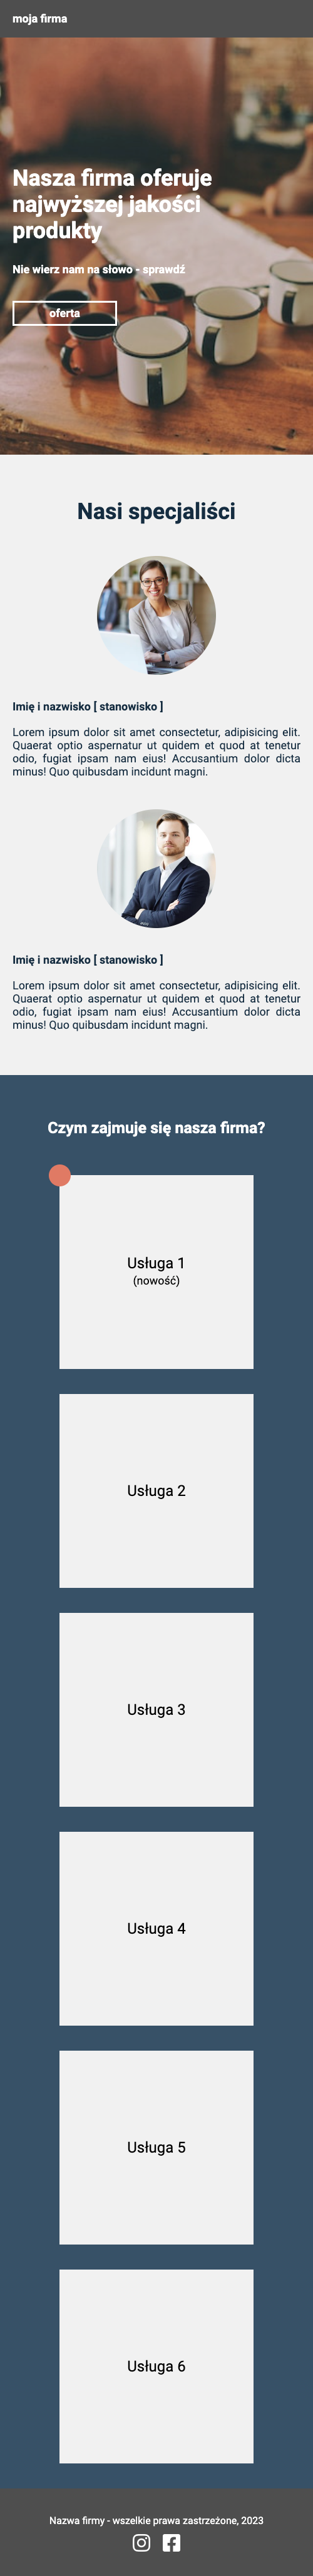 moja firma
Nasza firma oferuje
najwyższej jakości
produkty
Nie wierz nam na słowo - sprawdź
oferta
Nasi specjaliści
Imię i nazwisko [ stanowisko ]
Lorem ipsum dolor sit amet consectetur, adipisicing elit.
Quaerat optio aspernatur ut quidem et quod at tenetur
odio, fugiat ipsam nam eius! Accusantium dolor dicta
minus! Quo quibusdam incidunt magni.
Imię i nazwisko [ stanowisko ]
Lorem ipsum dolor sit amet consectetur, adipisicing elit.
Quaerat optio aspernatur ut quidem et quod at tenetur
odio, fugiat ipsam nam eius! Accusantium dolor dicta
minus! Quo quibusdam incidunt magni.
Czym zajmuje się nasza firma?
Usługa 1
(nowość)
Usługa 2
Usługa 3
Usługa 4
Usługa 5
Usługa 6
Nazwa firmy - wszelkie prawa zastrzeżone, 2023